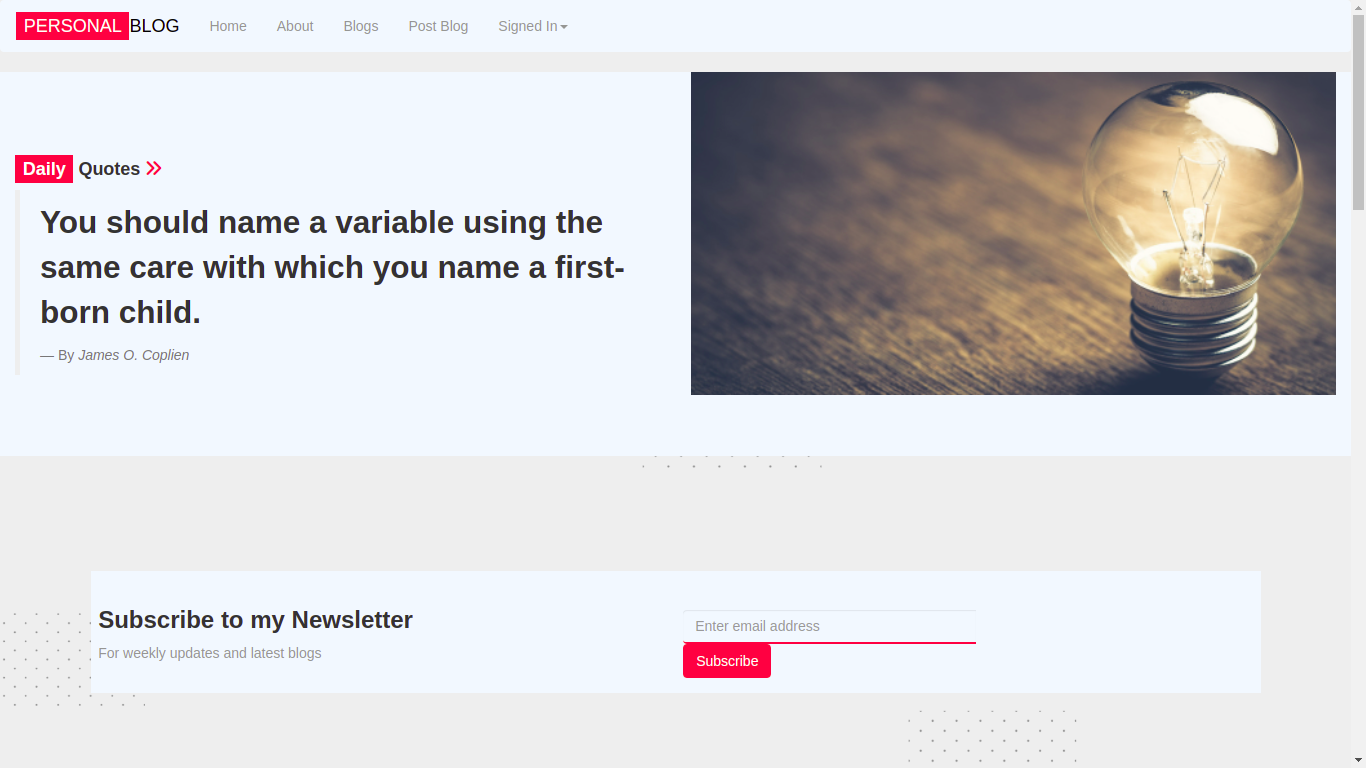 PERSONAL BLOG Home About Blogs Post Blog Signed In
Daily Quotes
You should name a variable using the
same care with which you name a first-
born child.
— By James O. Coplien
Subscribe to my Newsletter
For weekly updates and latest blogs
Enter email address
Subscribe